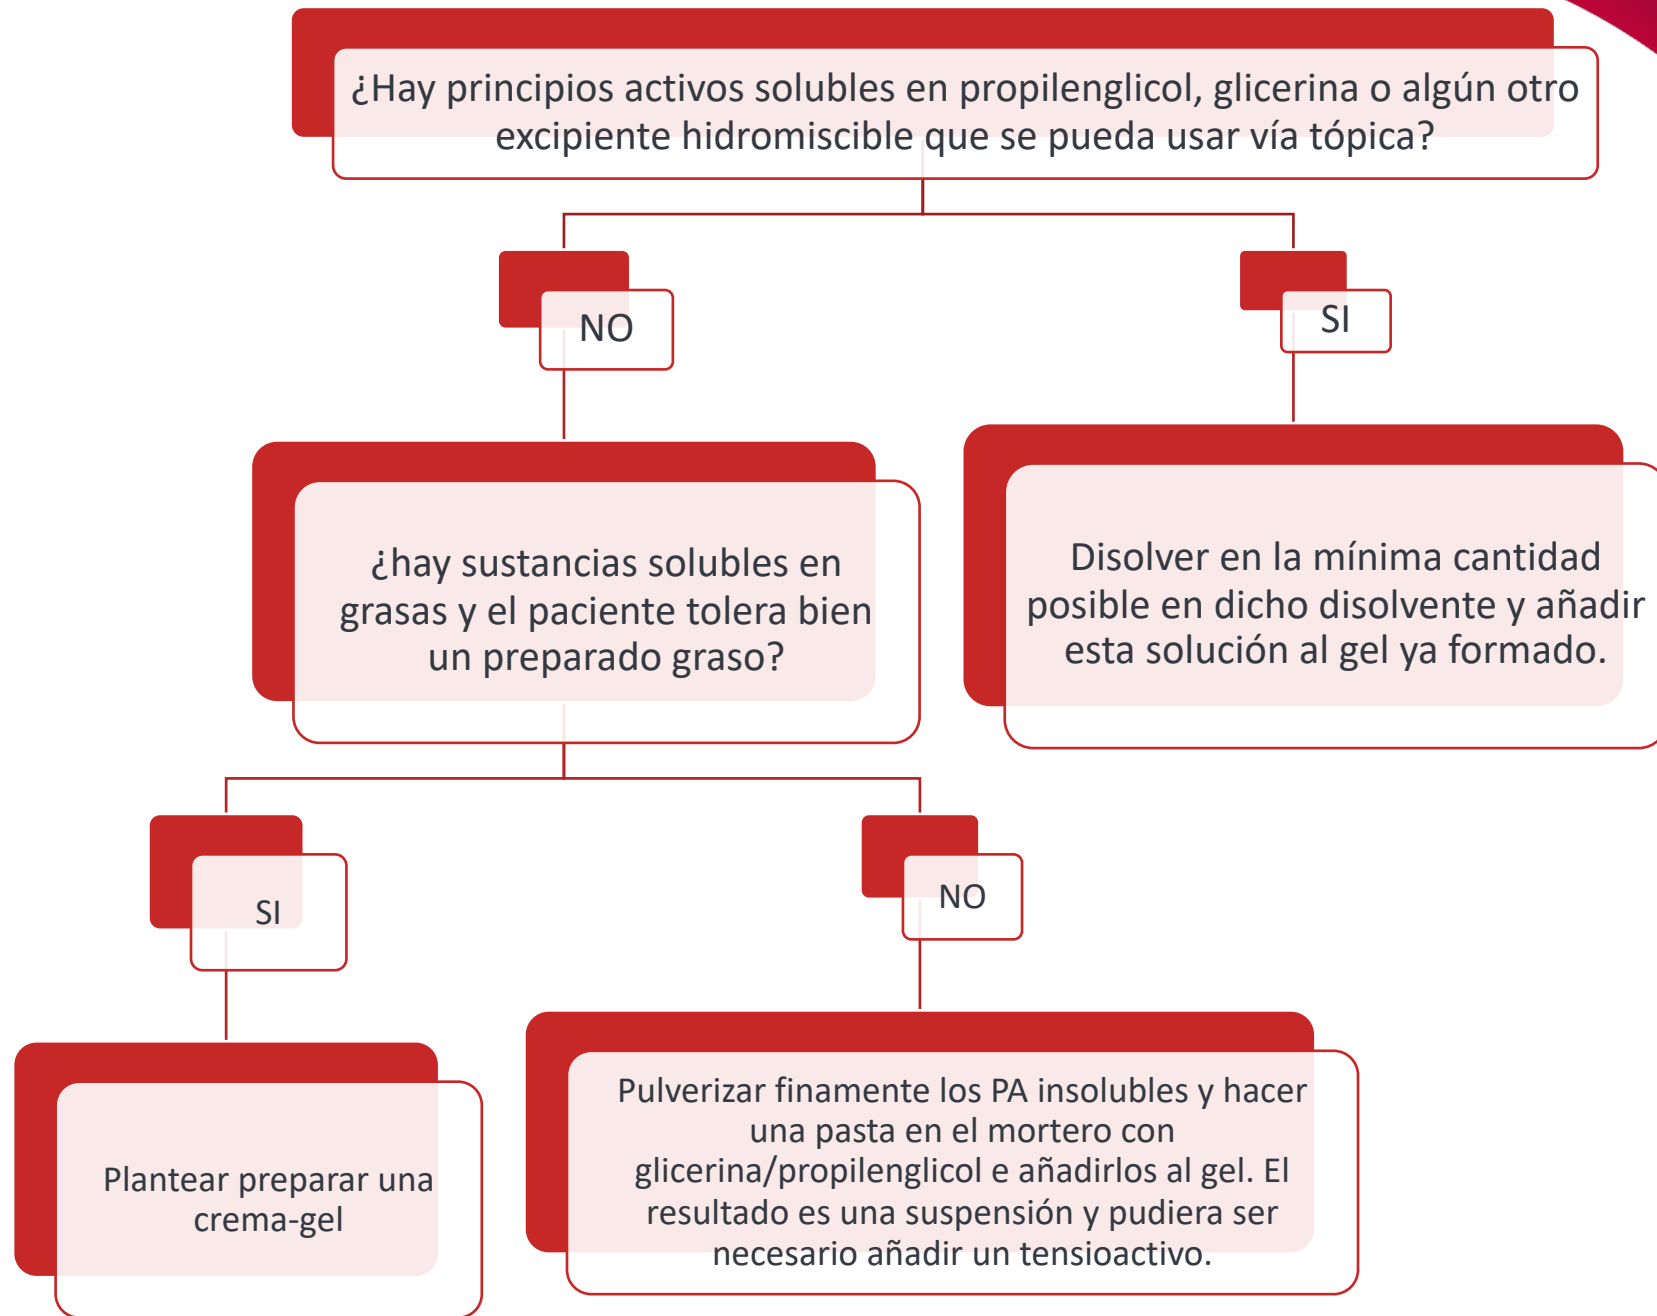 ¿Hay principios activos solubles en propilenglicol, glicerina o algún otro
excipiente hidromiscible que se pueda usar vía tópica?
NO
SI
¿hay sustancias solubles en
grasas y el paciente tolera bien
un preparado graso?
Disolver en la mínima cantidad
posible en dicho disolvente y añadir
esta solución al gel ya formado.
SI
NO
Plantear preparar una
crema-gel
Pulverizar finamente los PA insolubles y hacer
una pasta en el mortero con
glicerina/propilenglicol e añadirlos al gel. El
resultado es una suspensión y pudiera ser
necesario añadir un tensioactivo.